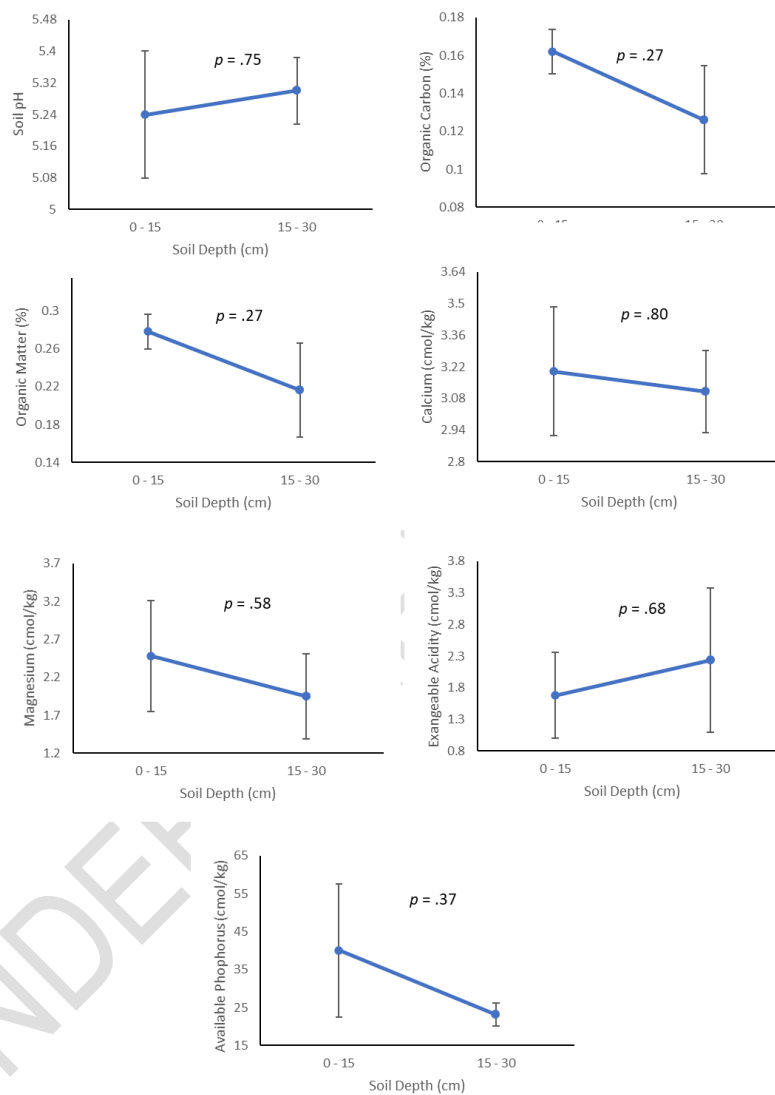 5.48
5.4
5.32
5.24
5.16
5.08
5
Soil pH
p = .75
0 - 15
15 - 30
Soil Depth (cm)
0.18
0.16
0.14
0.12
0.1
0.08
Organic Carbon (%)
p = .27
0 - 15
15 - 30
0.3
0.26
0.22
0.18
0.14
Organic Matter (%)
p = .27
0 - 15
15 - 30
Soil Depth (cm)
3.64
3.5
3.36
3.22
3.08
2.94
2.8
Calcium (cmol/kg)
p = .80
0 - 15
15 - 30
Soil Depth (cm)
3.7
3.2
2.7
2.2
1.7
1.2
Magnesium (cmol/kg)
p = .58
0 - 15
15 - 30
Soil Depth (cm)
3.8
3.3
2.8
2.3
1.8
1.3
0.8
Exangeable Acidity (cmol/kg)
p = .68
0 - 15
15 - 30
Soil Depth (cm)
65
55
45
35
25
15
Available Phophorus (cmol/kg)
p = .37
0 - 15
15 - 30
Soil Depth (cm)